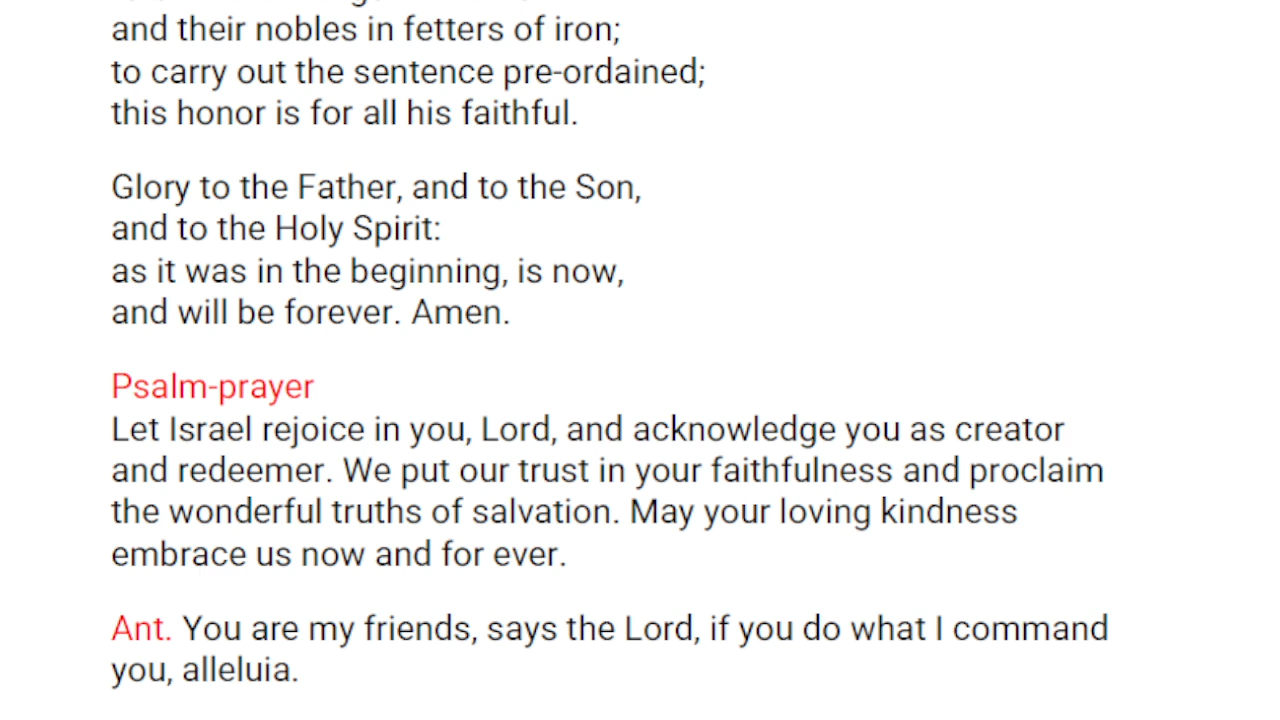 and their nobles in fetters of iron;
to carry out the sentence pre-ordained;
this honor is for all his faithful.
Glory to the Father, and to the Son,
and to the Holy Spirit:
as it was in the beginning, is now,
and will be forever. Amen.
Psalm-prayer
Let Israel rejoice in you, Lord, and acknowledge you as creator
and redeemer. We put our trust in your faithfulness and proclaim
the wonderful truths of salvation. May your loving kindness
embrace us now and for ever.
Ant. You are my friends, says the Lord, if you do what I command
you, alleluia.